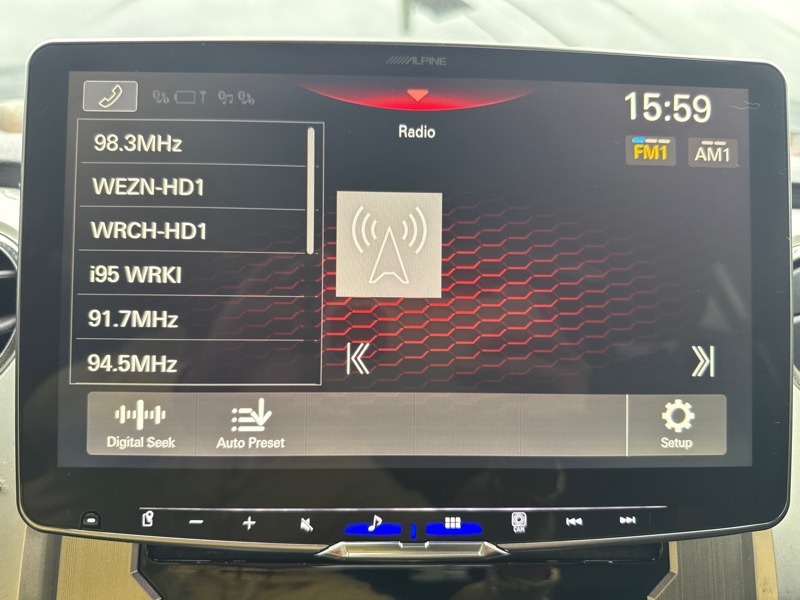 ALPINE
15:59
Radio
FM1 AM1
98.3MHz
WEZN-HD1
WRCH-HD1
i95 WRKI
91.7MHz
94.5MHz
Digital Seek
Auto Preset
Setup
CAM